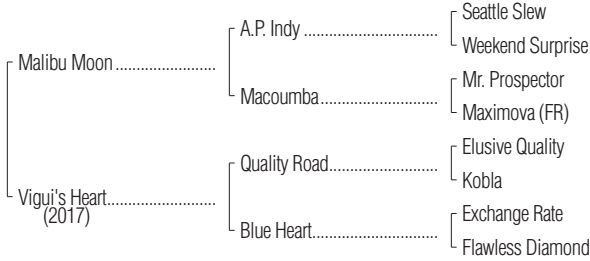 Seattle Slew
A.P. Indy
Weekend Surprise
Malibu Moon
Mr. Prospector
Macoumba
Maximova (FR)
Elusive Quality
Quality Road
Kobla
Vigui's Heart
(2017)
Exchange Rate
Blue Heart
Flawless Diamond